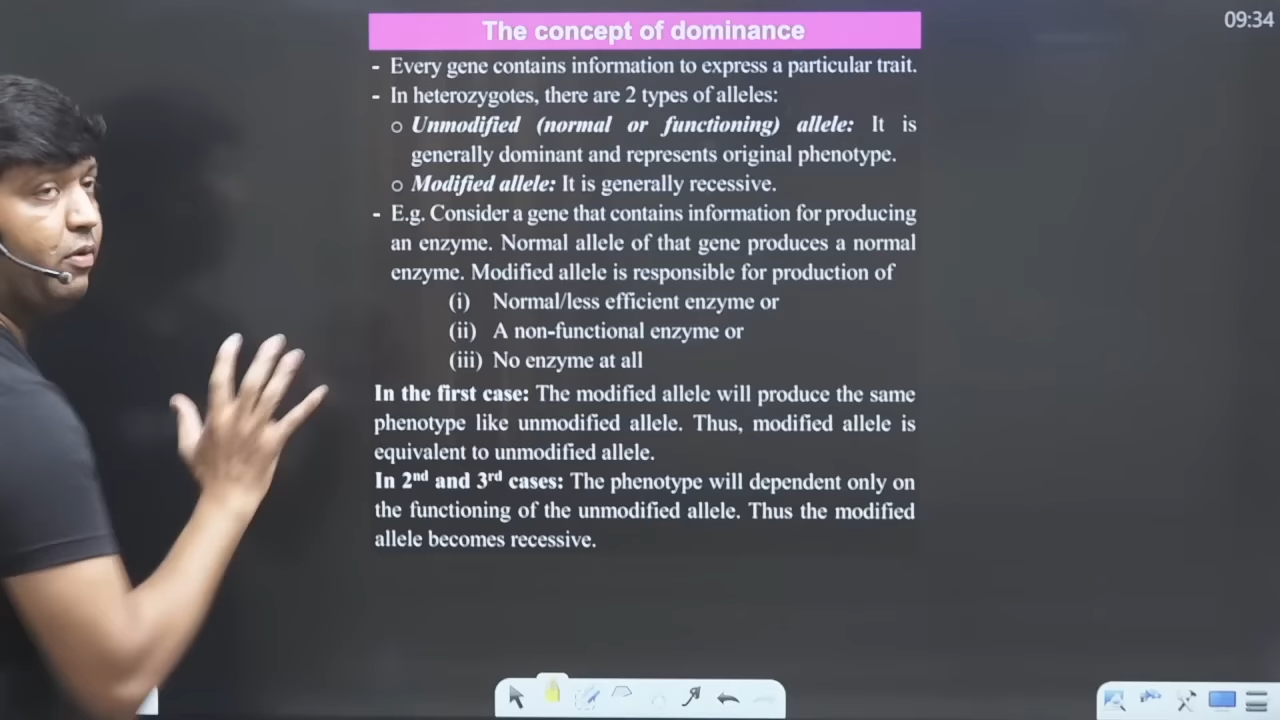 The concept of dominance
09:34
- Every gene contains information to express a particular trait.
- In heterozygotes, there are 2 types of alleles:
o Unmodified (normal or functioning) allele: It is
generally dominant and represents original phenotype.
o Modified allele: It is generally recessive.
- E.g. Consider a gene that contains information for producing
an enzyme. Normal allele of that gene produces a normal
enzyme. Modified allele is responsible for production of
(i) Normal/less efficient enzyme or
(ii) A non-functional enzyme or
(iii) No enzyme at all
In the first case: The modified allele will produce the same
phenotype like unmodified allele. Thus, modified allele is
equivalent to unmodified allele.
In 2nd and 3rd cases: The phenotype will dependent only on
the functioning of the unmodified allele. Thus the modified
allele becomes recessive.